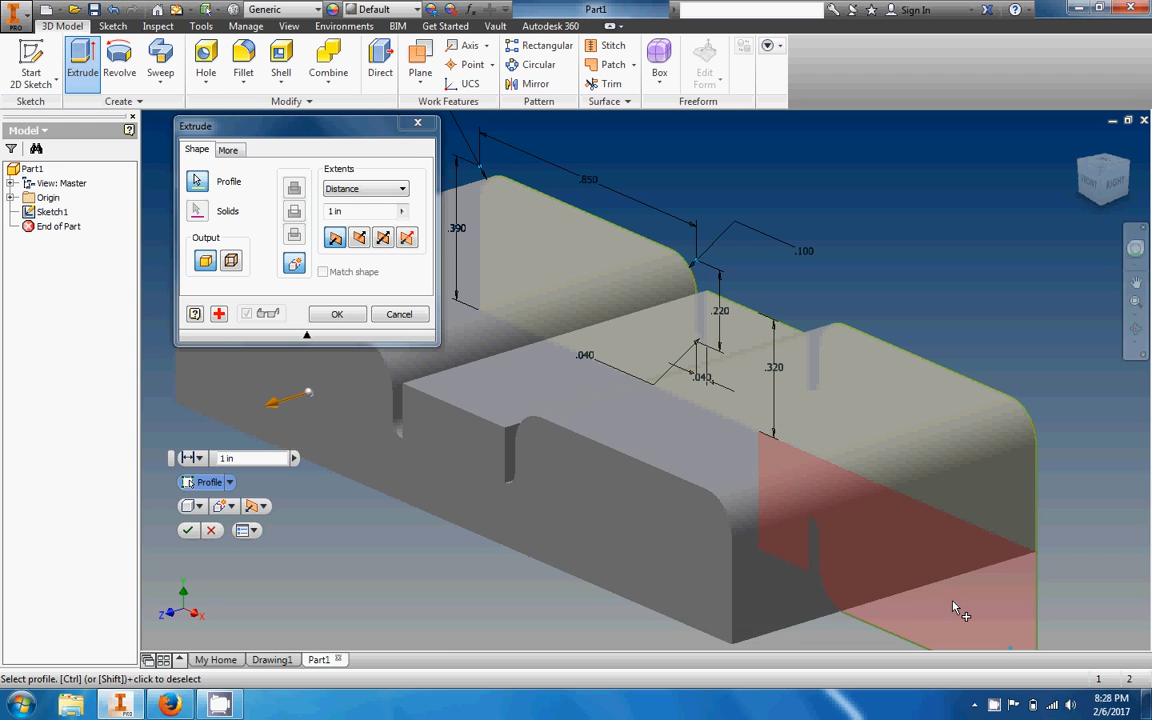 Generic
Default
Part1
Sign In
PRO
3D Model
Sketch
Inspect
Tools
Manage
View
Environments
BIM
Get Started
Vault
Autodesk 360
Start
2D Sketch
Extrude
Revolve
Sweep
Hole
Fillet
Shell
Combine
Direct
Plane
Axis
Point
UCS
Rectangular
Circular
Mirror
Stitch
Patch
Trim
Box
Edit
Form
Sketch
Create
Modify
Work Features
Pattern
Surface
Freeform
Model
Part1
View: Master
Origin
Sketch1
End of Part
Extrude
Shape
More
Profile
Solids
Output
Extents
Distance
1 in
Match shape
OK
Cancel
.850
.390
.100
.220
.320
.040
.040
FRONT
RIGHT
1 in
Profile
Y
Z
X
My Home
Drawing1
Part1
Select profile. [Ctrl] (or [Shift])+click to deselect
1
2
PRO
8:28 PM
2/6/2017